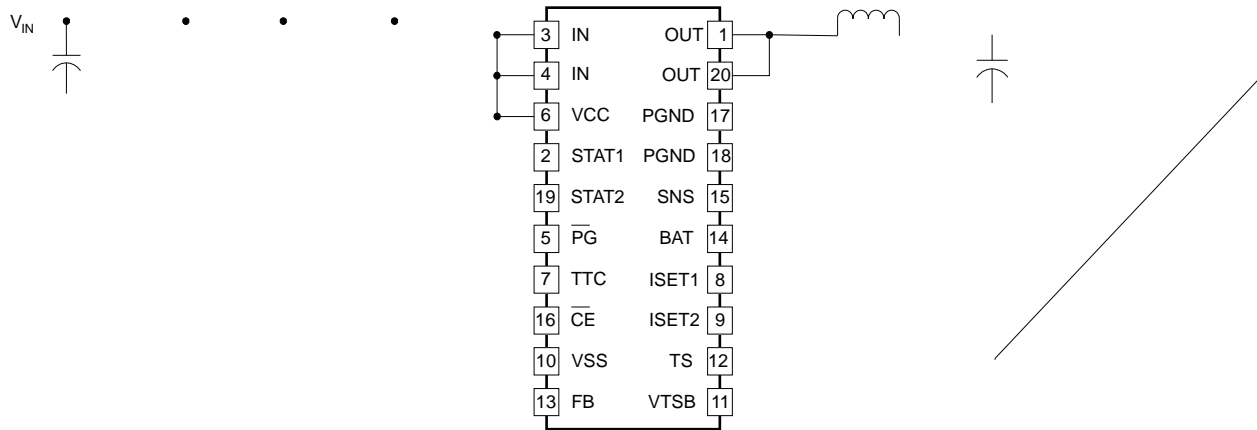 VIN
3 IN OUT 1
4 IN OUT 20
6 VCC PGND 17
2 STAT1 PGND 18
19 STAT2 SNS 15
5 PG BAT 14
7 TTC ISET1 8
16 CE ISET2 9
10 VSS TS 12
13 FB VTSB 11